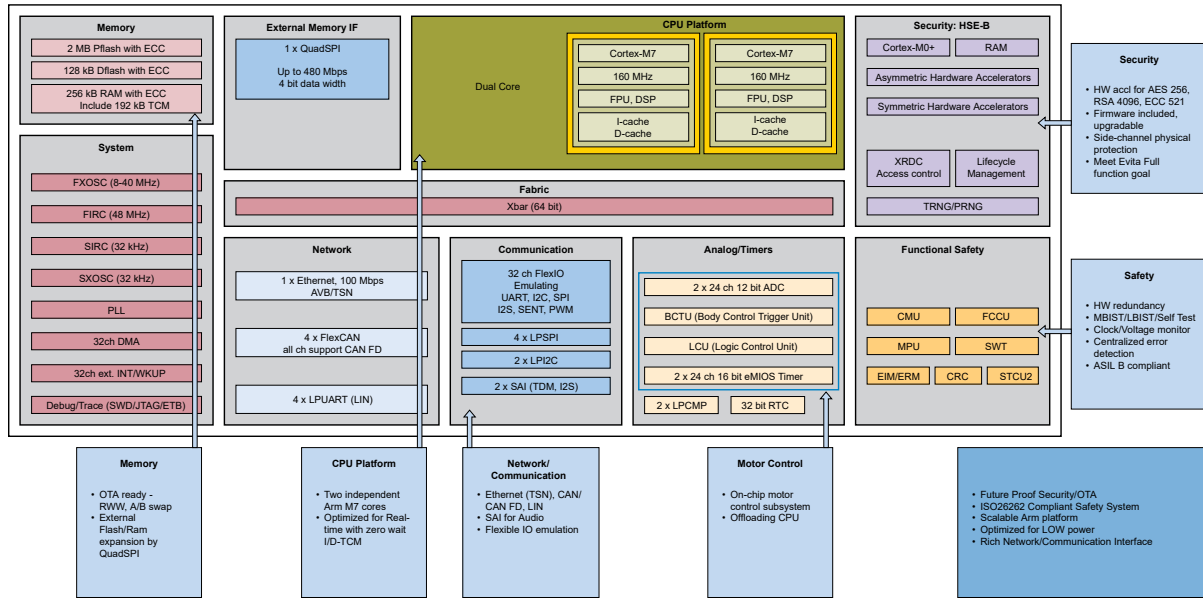 Memory
2 MB Pflash with ECC
128 kB Dflash with ECC
256 kB RAM with ECC
Include 192 kB TCM
External Memory IF
1 x QuadSPI
Up to 480 Mbps
4 bit data width
CPU Platform
Dual Core
Cortex-M7
160 MHz
FPU, DSP
I-cache
D-cache
Cortex-M7
160 MHz
FPU, DSP
I-cache
D-cache
Security: HSE-B
Cortex-M0+
RAM
Asymmetric Hardware Accelerators
Symmetric Hardware Accelerators
XRDC
Access control
Lifecycle
Management
TRNG/PRNG
Security
• HW accl for AES 256,
RSA 4096, ECC 521
• Firmware included,
upgradable
• Side-channel physical
protection
• Meet Evita Full
function goal
System
FXOSC (8-40 MHz)
FIRC (48 MHz)
SIRC (32 kHz)
SXOSC (32 kHz)
PLL
32ch DMA
32ch ext. INT/WKUP
Debug/Trace (SWD/JTAG/ETB)
Fabric
Xbar (64 bit)
Network
1 x Ethernet, 100 Mbps
AVB/TSN
4 x FlexCAN
all ch support CAN FD
4 x LPUART (LIN)
Communication
32 ch FlexIO
Emulating
UART, I2C, SPI
I2S, SENT, PWM
4 x LPSPI
2 x LPI2C
2 x SAI (TDM, I2S)
Analog/Timers
2 x 24 ch 12 bit ADC
BCTU (Body Control Trigger Unit)
LCU (Logic Control Unit)
2 x 24 ch 16 bit eMIOS Timer
2 x LPCMP
32 bit RTC
Functional Safety
CMU
FCCU
MPU
SWT
EIM/ERM
CRC
STCU2
Safety
• HW redundancy
• MBIST/LBIST/Self Test
• Clock/Voltage monitor
• Centralized error
detection
• ASIL B compliant
Memory
• OTA ready -
RWW, A/B swap
• External
Flash/Ram
expansion by
QuadSPI
CPU Platform
• Two independent
Arm M7 cores
• Optimized for Real-
time with zero wait
I/D-TCM
Network/
Communication
• Ethernet (TSN), CAN/
CAN FD, LIN
• SAI for Audio
• Flexible IO emulation
Motor Control
• On-chip motor
control subsystem
• Offloading CPU
• Future Proof Security/OTA
• ISO26262 Compliant Safety System
• Scalable Arm platform
• Optimized for LOW power
• Rich Network/Communication Interface